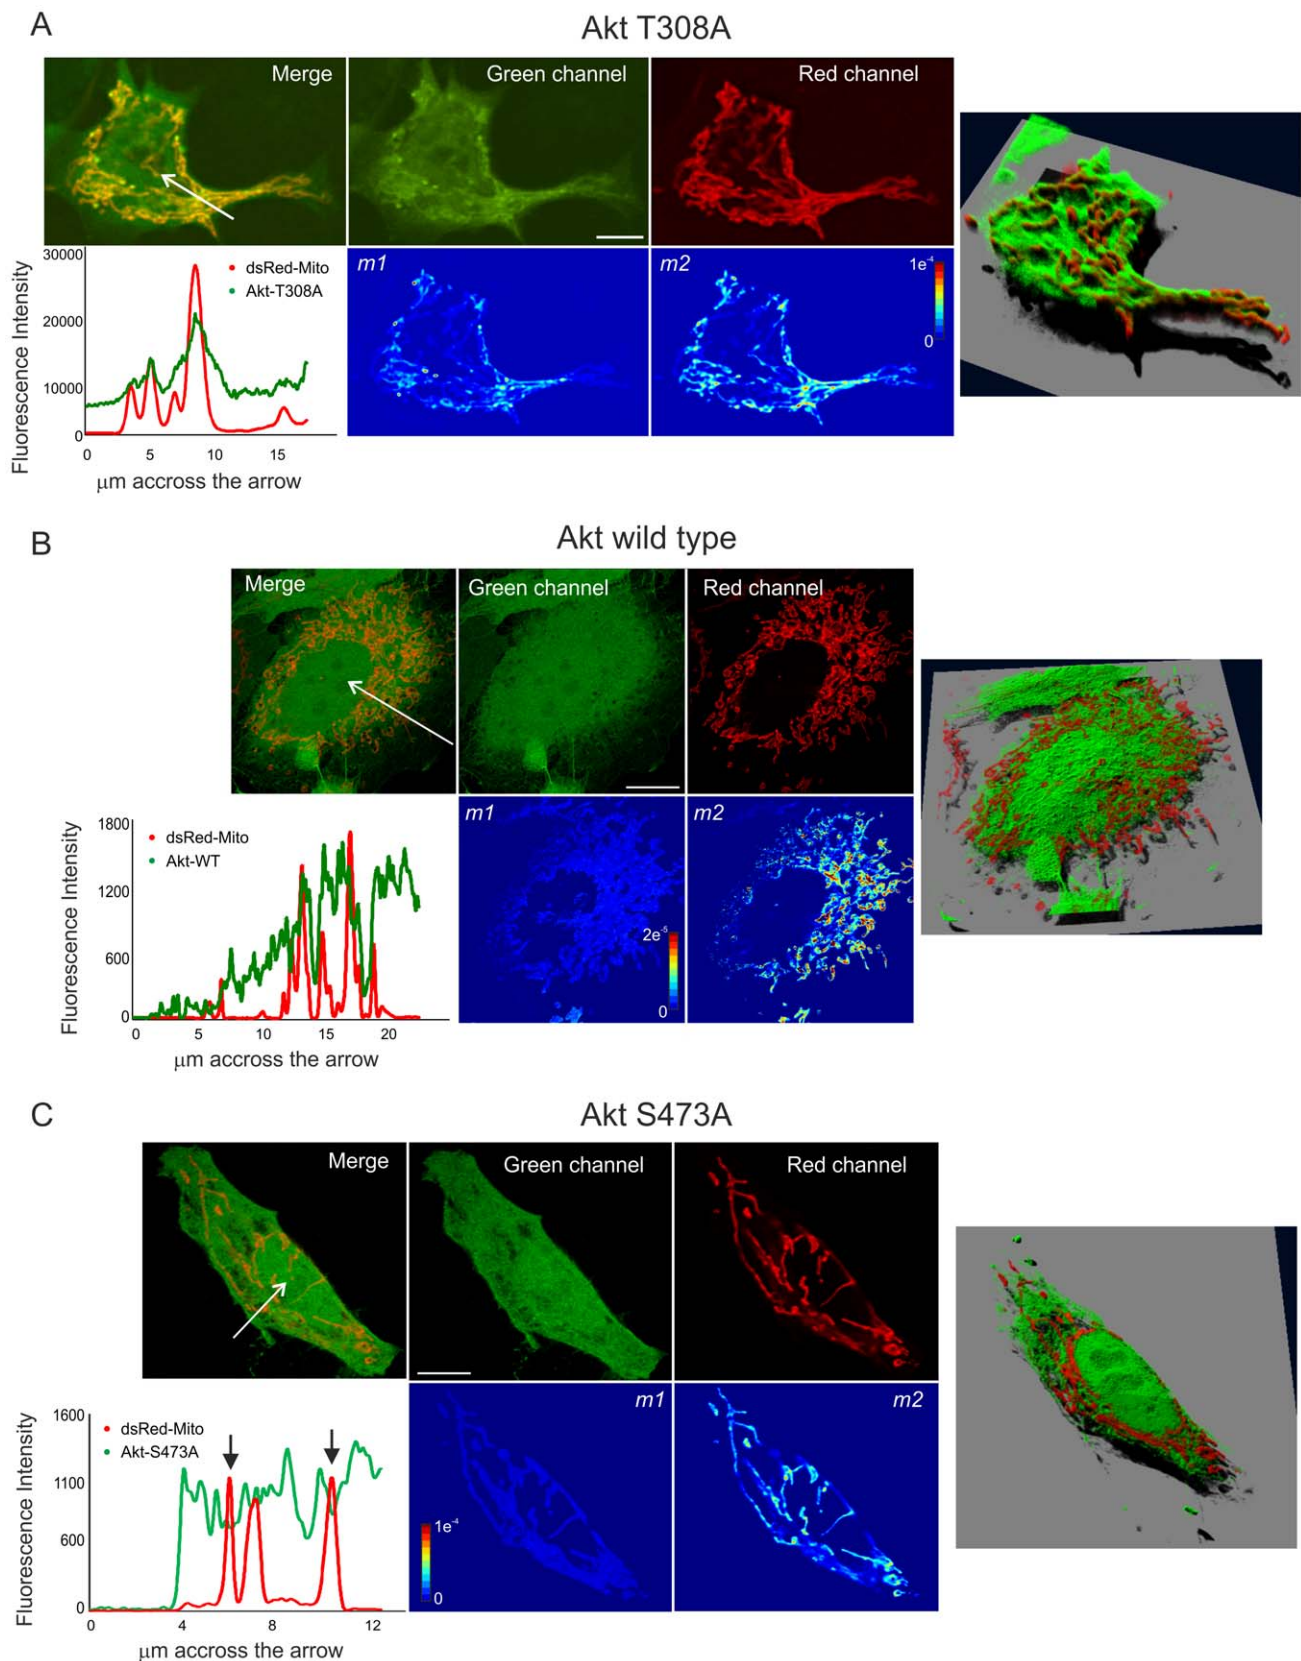 A
Akt T308A
Merge
Green channel
Red channel
30000
20000
10000
0
Fluorescence Intensity
dsRed-Mito
Akt-T308A
0 5 10 15
μm accross the arrow
m1
m2
1e-4
0
B
Akt wild type
Merge
Green channel
Red channel
1800
1200
600
0
Fluorescence Intensity
dsRed-Mito
Akt-WT
0 5 10 15 20
μm accross the arrow
m1
2e-5
0
m2
C
Akt S473A
Merge
Green channel
Red channel
1600
1100
600
0
Fluorescence Intensity
dsRed-Mito
Akt-S473A
0 4 8 12
μm accross the arrow
m1
1e-4
0
m2